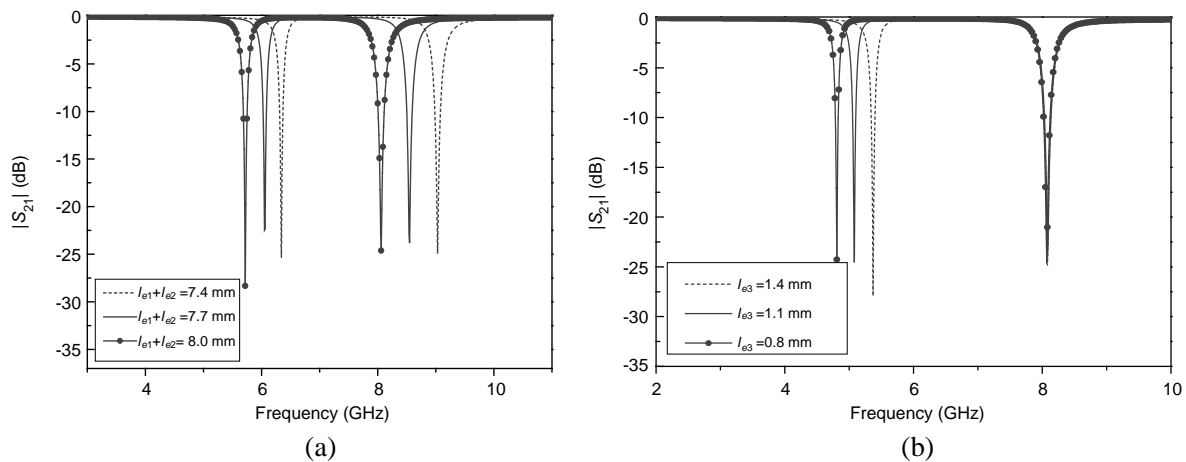 0
-5
-10
-15
-20
-25
-30
-35
|S21| (dB)
le1+le2 =7.4 mm
le1+le2 =7.7 mm
le1+le2= 8.0 mm
4 6 8 10
Frequency (GHz)
(a)
0
-5
-10
-15
-20
-25
-30
-35
|S21| (dB)
le3 =1.4 mm
le3 =1.1 mm
le3 =0.8 mm
2 4 6 8 10
Frequency (GHz)
(b)